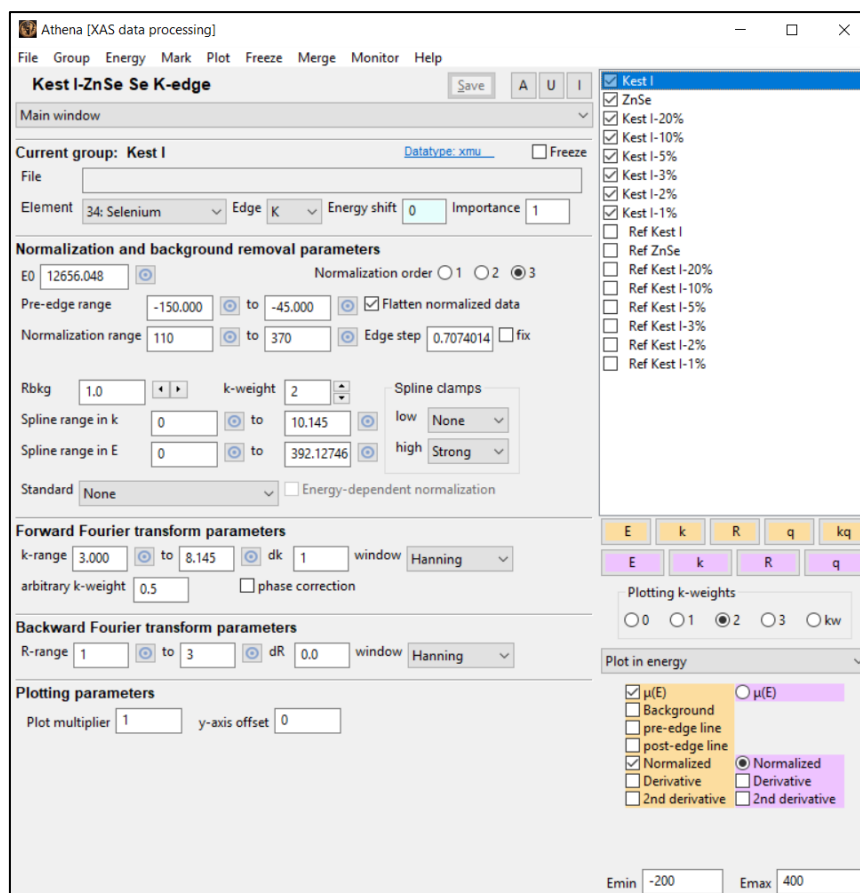 Athena [XAS data processing]
File Group Energy Mark Plot Freeze Merge Monitor Help
Kest I-ZnSe Se K-edge
Save A U I
Main window
Current group: Kest I Datatype: xmu Freeze
File
Element 34: Selenium Edge K Energy shift 0 Importance 1
Normalization and background removal parameters
E0 12656.048 Normalization order 1 2 3
Pre-edge range -150.000 to -45.000 Flatten normalized data
Normalization range 110 to 370 Edge step 0.7074014 fix
Rbkg 1.0 k-weight 2 Spline clamps
Spline range in k 0 to 10.145 low None
Spline range in E 0 to 392.12746 high Strong
Standard None Energy-dependent normalization
Forward Fourier transform parameters
k-range 3.000 to 8.145 dk 1 window Hanning
arbitrary k-weight 0.5 phase correction
Backward Fourier transform parameters
R-range 1 to 3 dR 0.0 window Hanning
Plotting parameters
Plot multiplier 1 y-axis offset 0
Kest I
ZnSe
Kest I-20%
Kest I-10%
Kest I-5%
Kest I-3%
Kest I-2%
Kest I-1%
Ref Kest I
Ref ZnSe
Ref Kest I-20%
Ref Kest I-10%
Ref Kest I-5%
Ref Kest I-3%
Ref Kest I-2%
Ref Kest I-1%
E k R q kq
E k R q
Plotting k-weights
0 1 2 3 kw
Plot in energy
μ(E) μ(E)
Background
pre-edge line
post-edge line
Normalized Normalized
Derivative Derivative
2nd derivative 2nd derivative
Emin -200 Emax 400